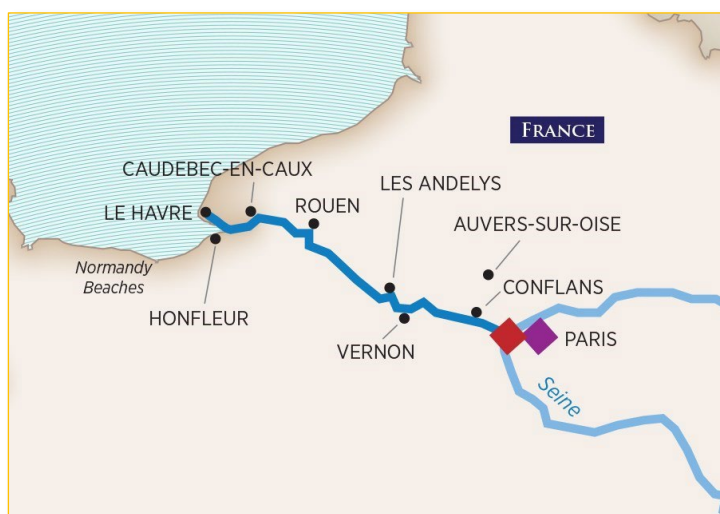 FRANCE
CAUDEBEC-EN-CAUX
LES ANDELYS
LE HAVRE
ROUEN
AUVERS-SUR-OISE
Normandy
Beaches
CONFLANS
HONFLEUR
VERNON
PARIS
Seine